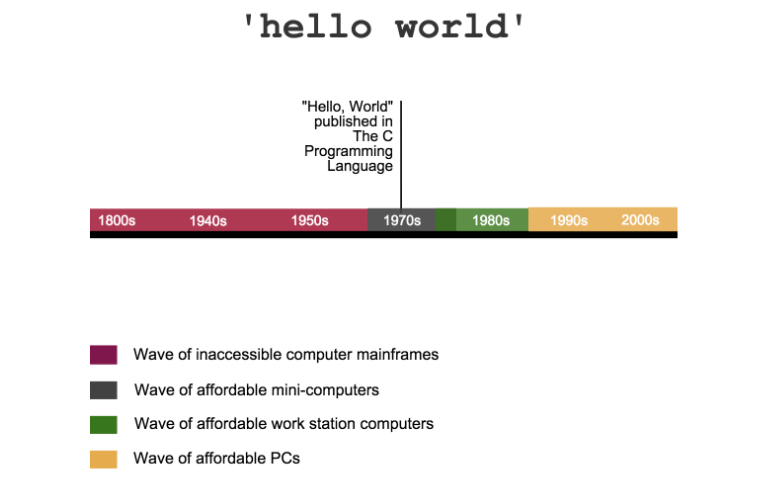 'hello world'
"Hello, World"
published in
The C
Programming
Language
1800s 1940s 1950s 1970s 1980s 1990s 2000s
Wave of inaccessible computer mainframes
Wave of affordable mini-computers
Wave of affordable work station computers
Wave of affordable PCs